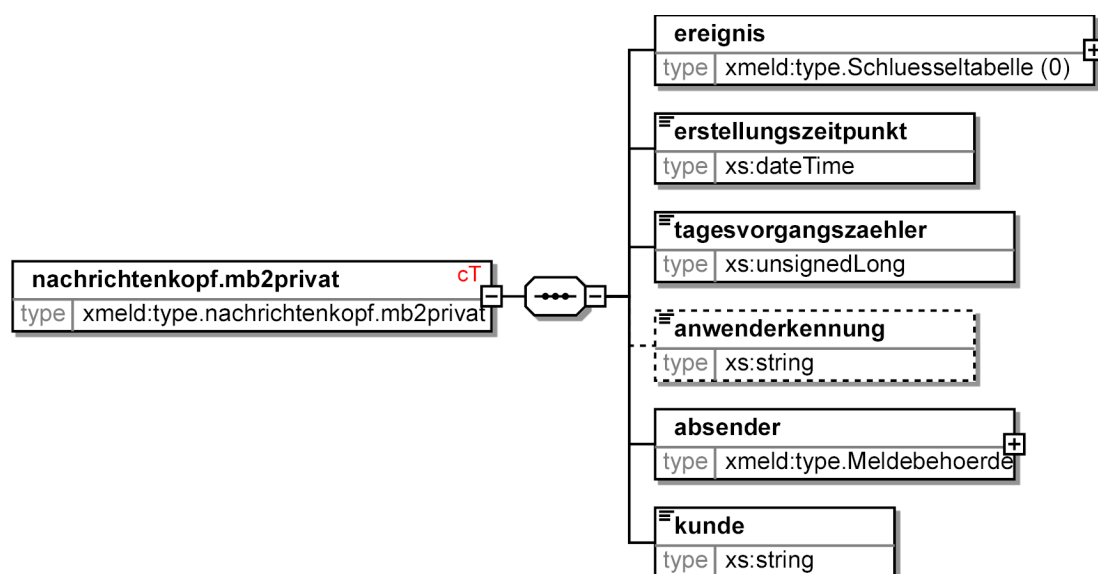 ereignis
type xmeld:type.Schluesseltabelle (0)
erstellungszeitpunkt
type xs:dateTime
tagesvorgangszaehler
type xs:unsignedLong
nachrichtenkopf.mb2privat cT
type xmeld:type.nachrichtenkopf.mb2privat
anwenderkennung
type xs:string
absender
type xmeld:type.Meldebehoerde
kunde
type xs:string